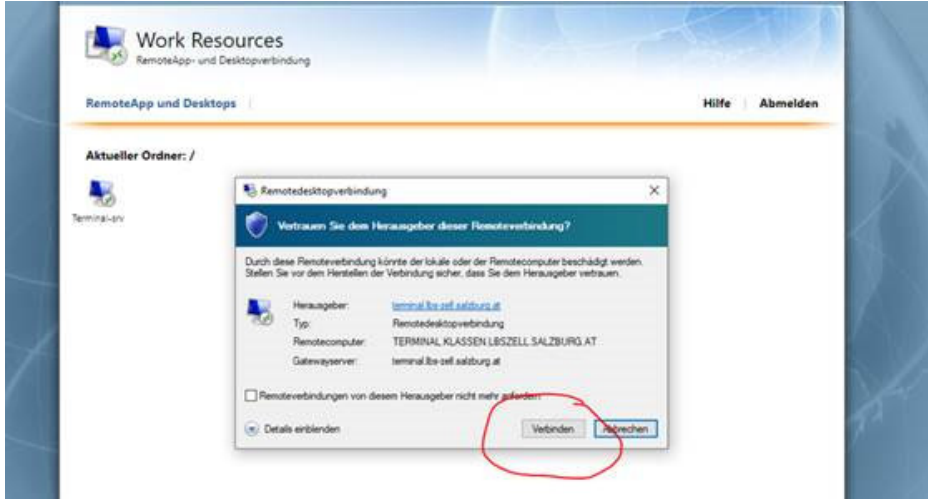 Work Resources
RemoteApp- und Desktopverbindung
RemoteApp und Desktops
Hilfe Abmelden
Aktueller Ordner: /
Terminal-srv
Remotedesktopverbindung
Vertrauen Sie dem Herausgeber dieser Remoteverbindung?
Durch diese Remoteverbindung könnte der lokale oder der Remotecomputer beschädigt werden.
Stellen Sie vor dem Herstellen der Verbindung sicher, dass Sie dem Herausgeber vertrauen.
Herausgeber: terminal.lbs-zell.salzburg.at
Typ: Remotedesktopverbindung
Remotecomputer: TERMINAL.KLASSEN.LBSZELL.SALZBURG.AT
Gatewayserver: terminal.lbs-zell.salzburg.at
Remoteverbindungen von diesem Herausgeber nicht mehr anfordern
Details einblenden
Verbinden Abbrechen